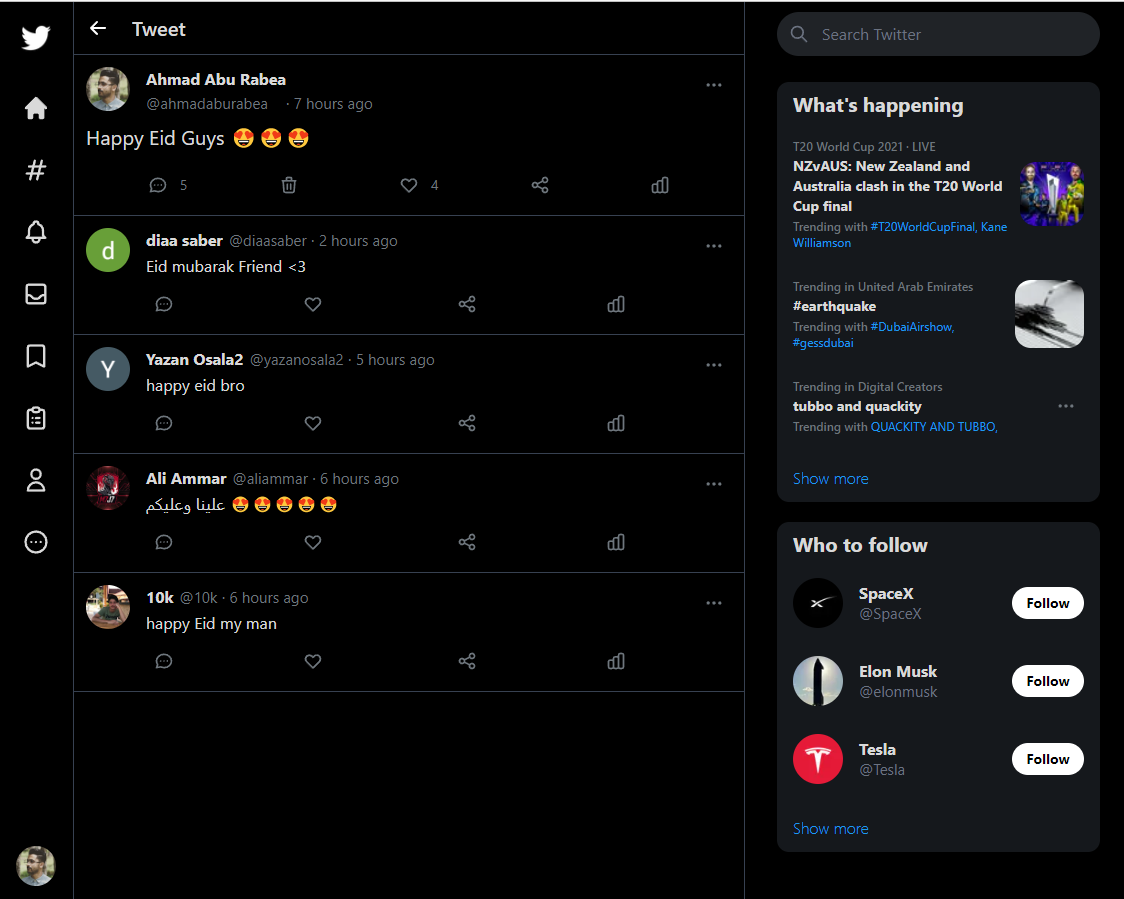 Tweet
Ahmad Abu Rabea
@ahmadaburabea · 7 hours ago
Happy Eid Guys 🤩 🤩 🤩
5
4
d
diaa saber @diaasaber · 2 hours ago
Eid mubarak Friend <3
Y
Yazan Osala2 @yazanosala2 · 5 hours ago
happy eid bro
Ali Ammar @aliammar · 6 hours ago
علينا وعليكم 🤩 🤩 🤩 🤩 🤩
10k @10k · 6 hours ago
happy Eid my man
Search Twitter
What's happening
T20 World Cup 2021 · LIVE
NZvAUS: New Zealand and
Australia clash in the T20 World
Cup final
Trending with #T20WorldCupFinal, Kane
Williamson
Trending in United Arab Emirates
#earthquake
Trending with #DubaiAirshow,
#gessdubai
Trending in Digital Creators
tubbo and quackity
Trending with QUACKITY AND TUBBO,
Show more
Who to follow
SpaceX
@SpaceX
Follow
Elon Musk
@elonmusk
Follow
Tesla
@Tesla
Follow
Show more